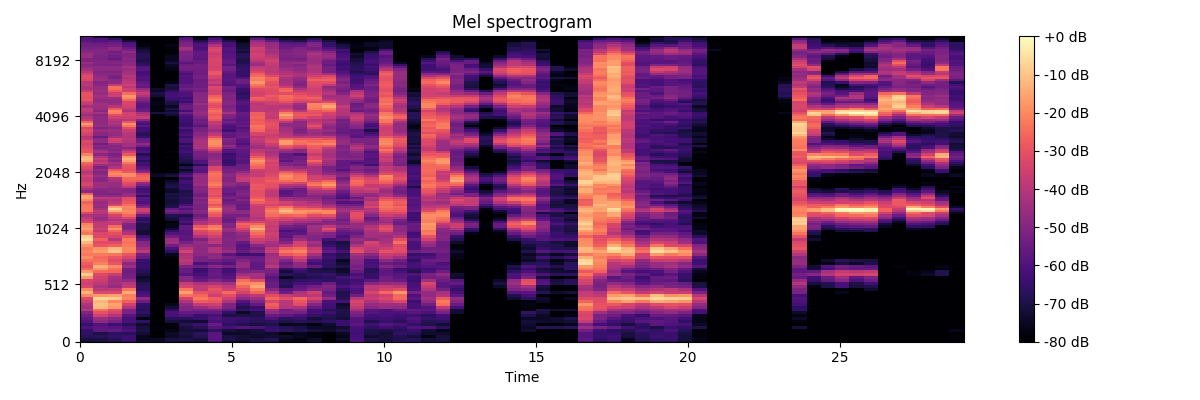 Mel spectrogram
Hz
8192
4096
2048
1024
512
0
0 5 10 15 20 25
Time
+0 dB
-10 dB
-20 dB
-30 dB
-40 dB
-50 dB
-60 dB
-70 dB
-80 dB